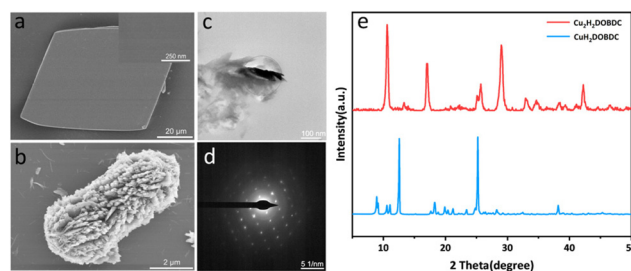 a
250 nm
20 μm
b
2 μm
c
100 nm
d
5 1/nm
e
Cu₂H₂DOBDC
CuH₂DOBDC
Intensity(a.u.)
10
20
30
40
50
2 Theta(degree)